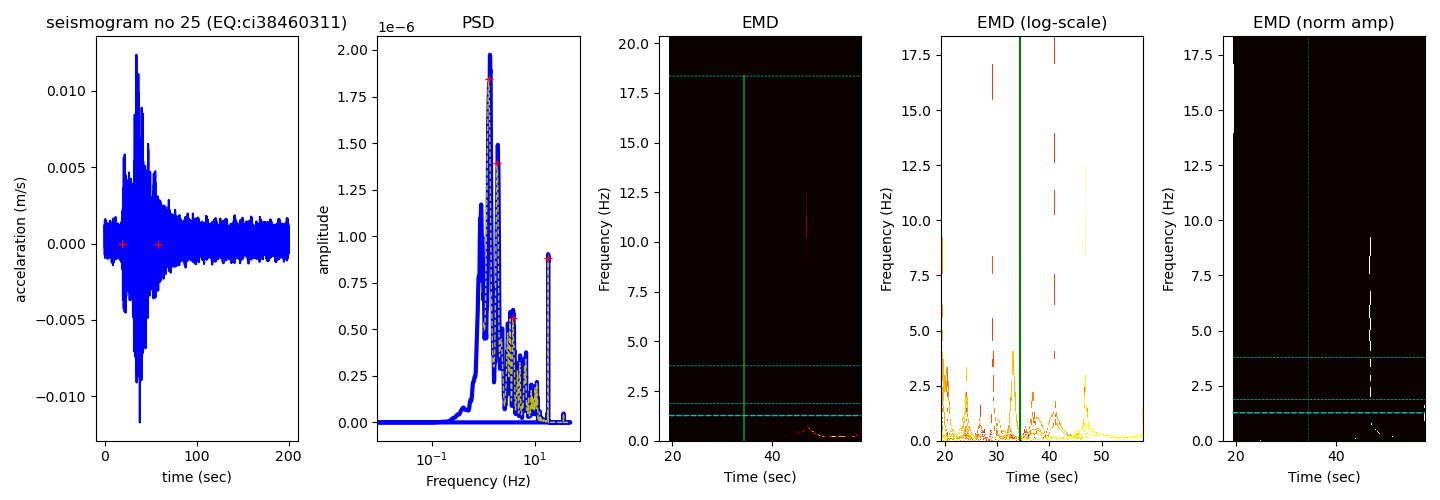 seismogram no 25 (EQ:ci38460311)
accelaration (m/s)
0.010
0.005
0.000
−0.005
−0.010
0 100 200
time (sec)
PSD
1e−6
amplitude
2.00
1.75
1.50
1.25
1.00
0.75
0.50
0.25
0.00
10−1 101
Frequency (Hz)
EMD
Frequency (Hz)
20.0
17.5
15.0
12.5
10.0
7.5
5.0
2.5
0.0
20 40
Time (sec)
EMD (log-scale)
Frequency (Hz)
17.5
15.0
12.5
10.0
7.5
5.0
2.5
0.0
20 30 40 50
Time (sec)
EMD (norm amp)
Frequency (Hz)
17.5
15.0
12.5
10.0
7.5
5.0
2.5
0.0
20 40
Time (sec)